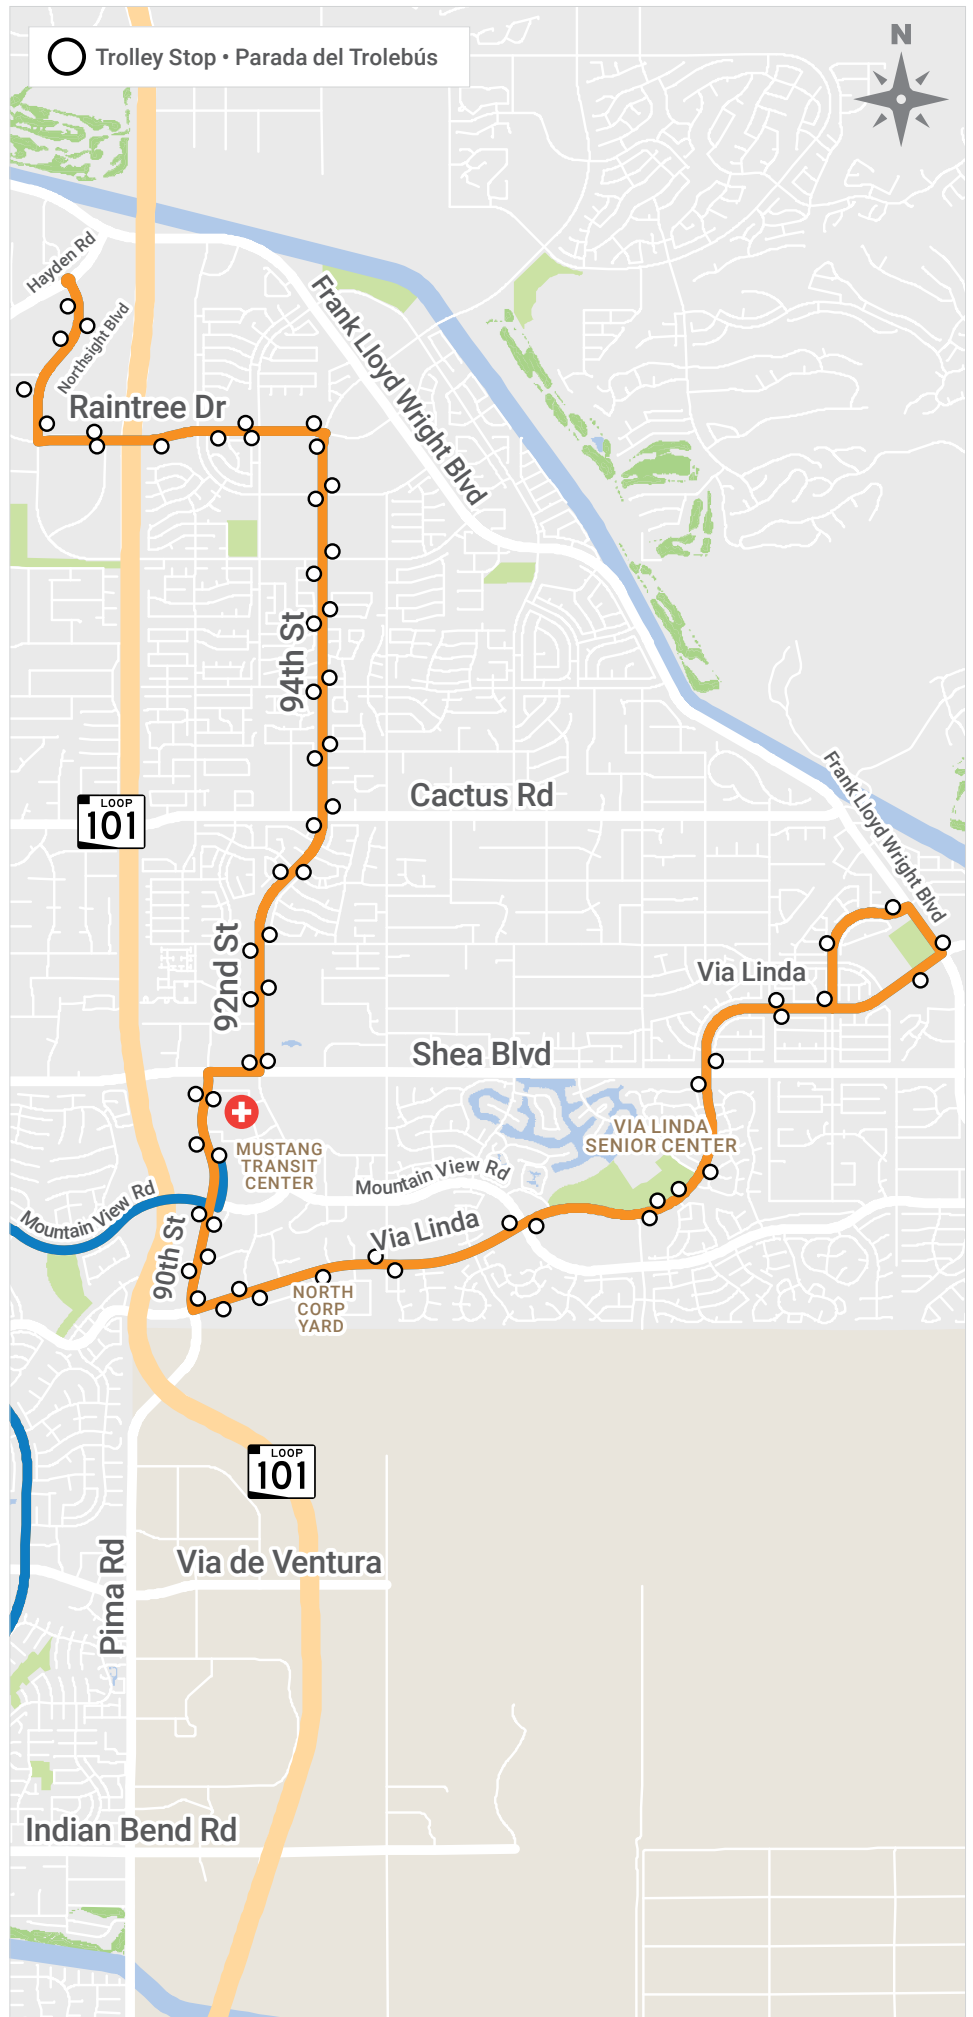 N
Trolley Stop • Parada del Trolebús
Hayden Rd
Northsight Blvd
Raintree Dr
Frank Lloyd Wright Blvd
94th St
Cactus Rd
LOOP
101
Frank Lloyd Wright Blvd
92nd St
Via Linda
Shea Blvd
VIA LINDA
SENIOR CENTER
MUSTANG
TRANSIT
CENTER
Mountain View Rd
Mountain View Rd
90th St
Via Linda
NORTH
CORP
YARD
LOOP
101
Pima Rd
Via de Ventura
Indian Bend Rd